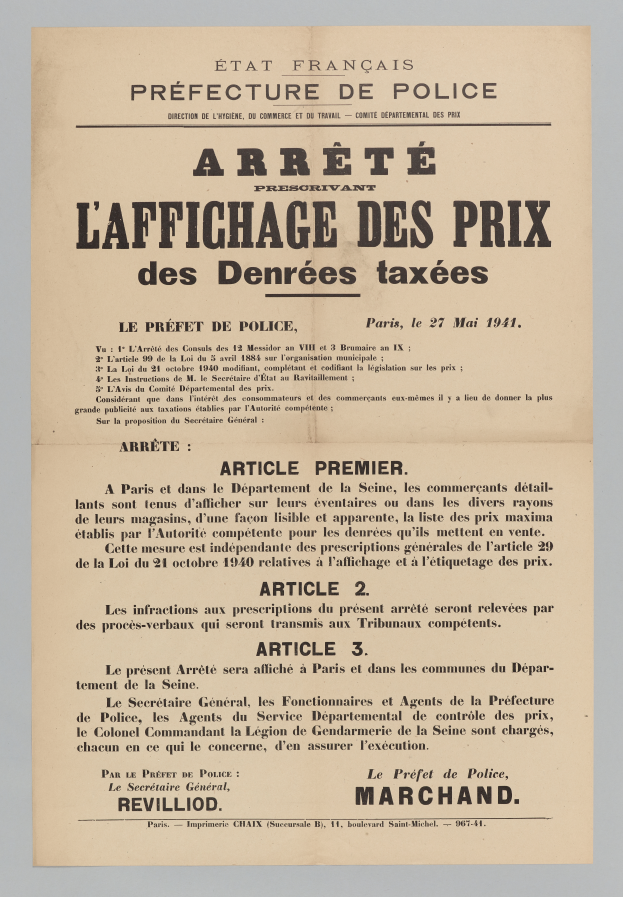 ÉTAT FRANÇAIS
PRÉFECTURE DE POLICE
DIRECTION DE L'HYGIÈNE, DU COMMERCE ET DU TRAVAIL — COMITÉ DÉPARTEMENTAL DES PRIX
ARRÊTÉ
PRESCRIVANT
L'AFFICHAGE DES PRIX
des Denrées taxées
LE PRÉFET DE POLICE,
Paris, le 27 Mai 1941.
Vu : 1° L'Arrêté des Consuls des 12 Messidor an VIII et 3 Brumaire an IX ;
2° L'article 99 de la Loi du 5 avril 1884 sur l'organisation municipale ;
3° La Loi du 21 octobre 1940 modifiant, complétant et codifiant la législation sur les prix ;
4° Les Instructions de M. le Secrétaire d'État au Ravitaillement ;
5° L'Avis du Comité Départemental des prix.
Considérant que dans l'intérêt des consommateurs et des commerçants eux-mêmes il y a lieu de donner la plus
grande publicité aux taxations établies par l'Autorité compétente ;
Sur la proposition du Secrétaire Général :
ARRÊTE :
ARTICLE PREMIER.
A Paris et dans le Département de la Seine, les commerçants détail-
lants sont tenus d'afficher sur leurs éventaires ou dans les divers rayons
de leurs magasins, d'une façon lisible et apparente, la liste des prix maxima
établis par l'Autorité compétente pour les denrées qu'ils mettent en vente.
Cette mesure est indépendante des prescriptions générales de l'article 29
de la Loi du 21 octobre 1940 relatives à l'affichage et à l'étiquetage des prix.
ARTICLE 2.
Les infractions aux prescriptions du présent arrêté seront relevées par
des procès-verbaux qui seront transmis aux Tribunaux compétents.
ARTICLE 3.
Le présent Arrêté sera affiché à Paris et dans les communes du Dépar-
tement de la Seine.
Le Secrétaire Général, les Fonctionnaires et Agents de la Préfecture
de Police, les Agents du Service Départemental de contrôle des prix,
le Colonel Commandant la Légion de Gendarmerie de la Seine sont chargés,
chacun en ce qui le concerne, d'en assurer l'exécution.
PAR LE PRÉFET DE POLICE :
Le Secrétaire Général,
REVILLIOD.
Le Préfet de Police,
MARCHAND.
Paris. — Imprimerie CHAIX (Succursale B), 11, boulevard Saint-Michel. — 967-41.